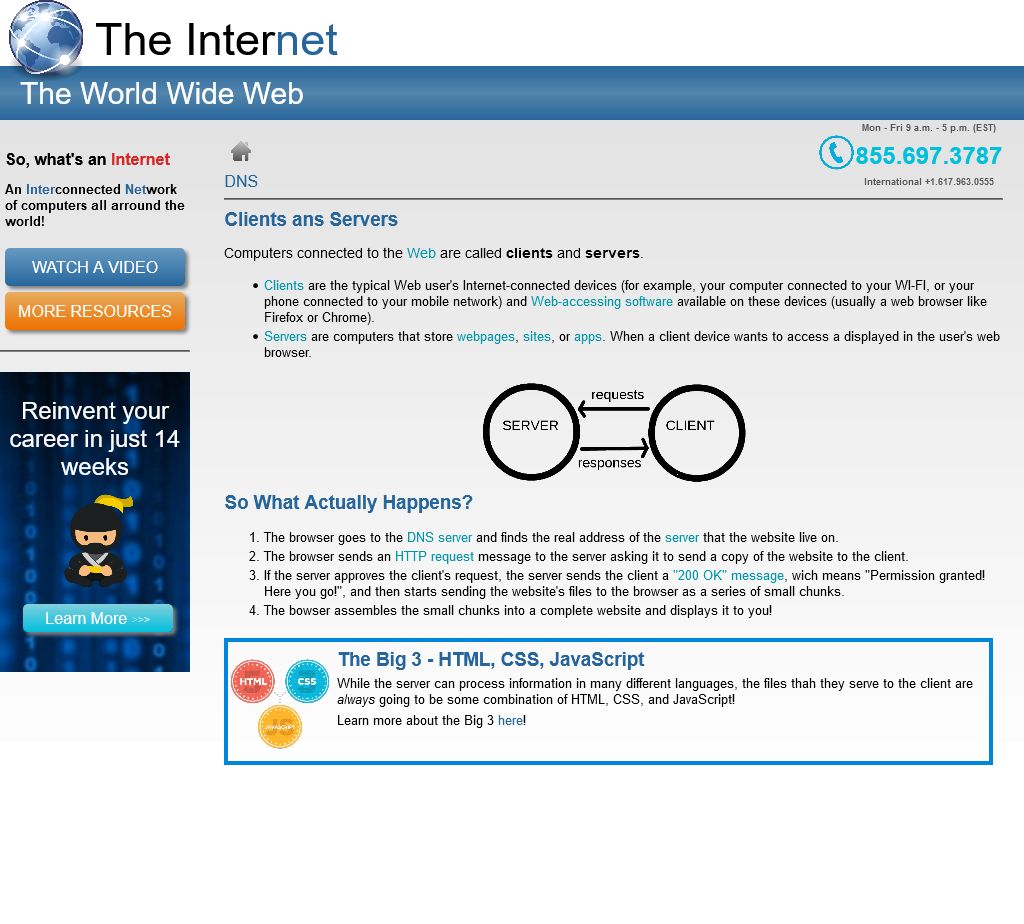 The Internet
The World Wide Web
So, what's an Internet
An Interconnected Network
of computers all arround the
world!
WATCH A VIDEO
MORE RESOURCES
Reinvent your
career in just 14
weeks
Learn More >>>
Mon - Fri 9 a.m. - 5 p.m. (EST)
855.697.3787
International +1.617.963.0555
DNS
Clients ans Servers
Computers connected to the Web are called clients and servers.
• Clients are the typical Web user's Internet-connected devices (for example, your computer connected to your WI-FI, or your
phone connected to your mobile network) and Web-accessing software available on these devices (usually a web browser like
Firefox or Chrome).
• Servers are computers that store webpages, sites, or apps. When a client device wants to access a displayed in the user's web
browser.
requests
SERVER
CLIENT
responses
So What Actually Happens?
1. The browser goes to the DNS server and finds the real address of the server that the website live on.
2. The browser sends an HTTP request message to the server asking it to send a copy of the website to the client.
3. If the server approves the client's request, the server sends the client a "200 OK" message, wich means "Permission granted!
Here you go!", and then starts sending the website's files to the browser as a series of small chunks.
4. The bowser assembles the small chunks into a complete website and displays it to you!
HTML
CSS
JAVASCRIPT
The Big 3 - HTML, CSS, JavaScript
While the server can process information in many different languages, the files thah they serve to the client are
always going to be some combination of HTML, CSS, and JavaScript!
Learn more about the Big 3 here!